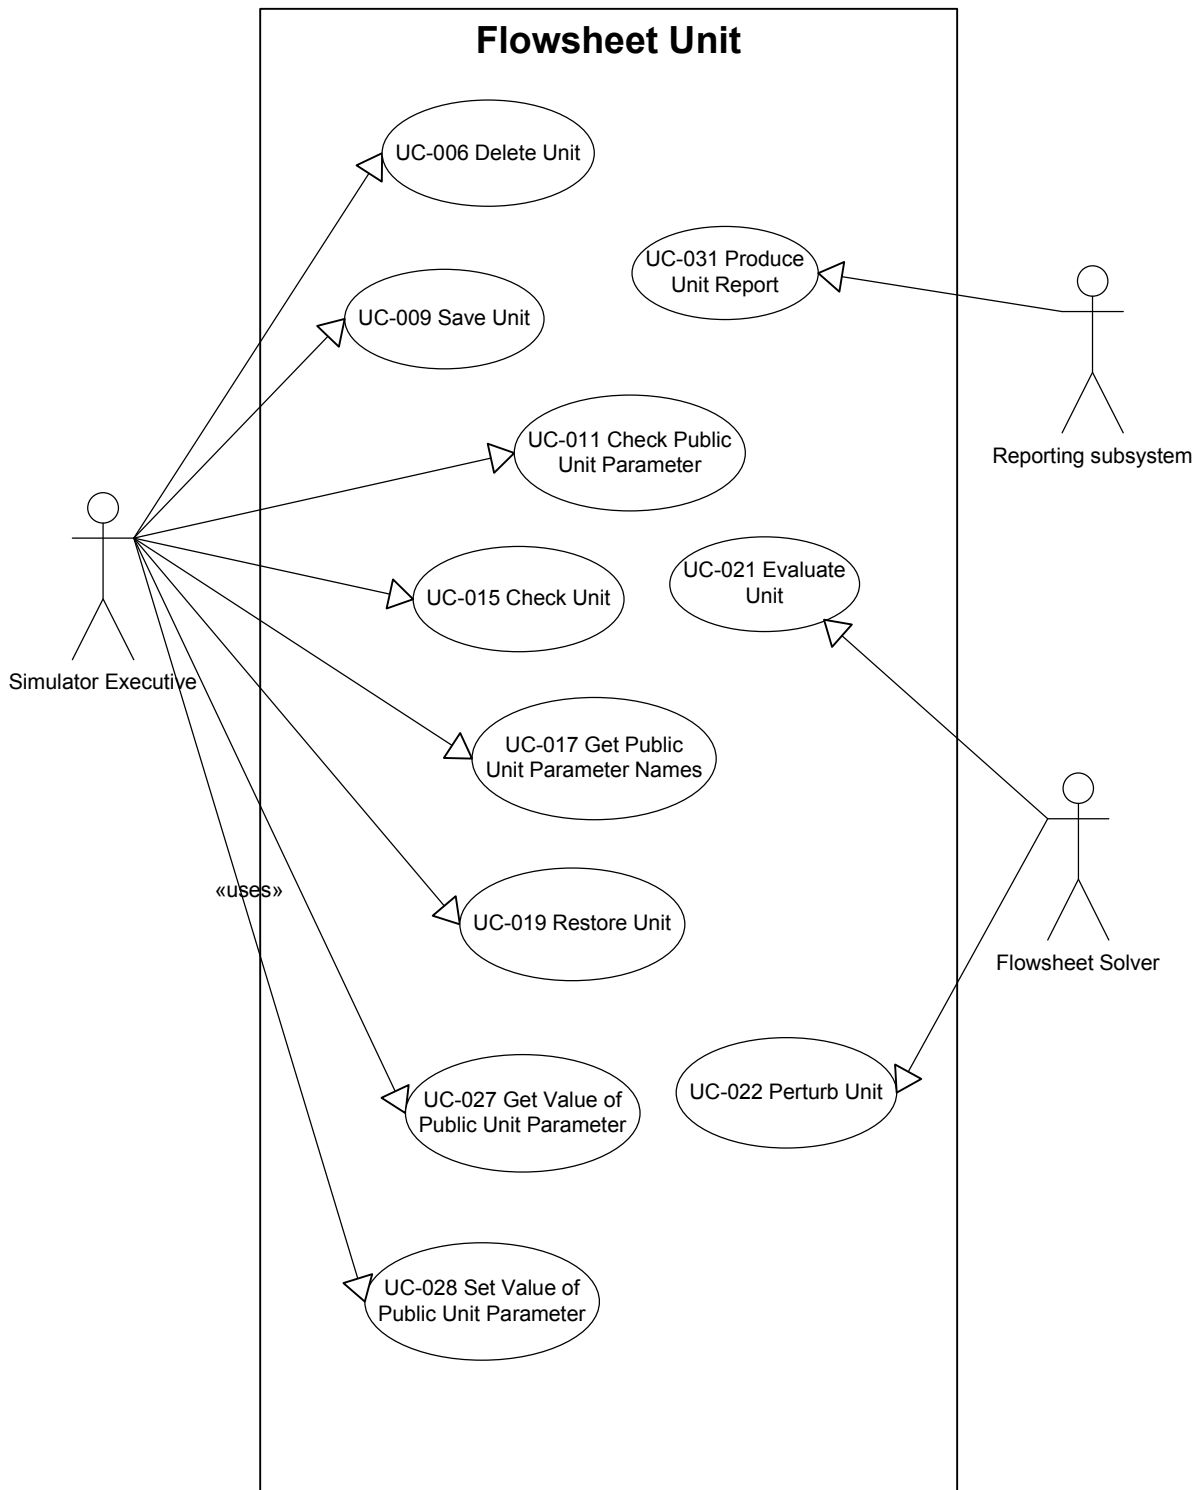 Flowsheet Unit
UC-006 Delete Unit
UC-031 Produce
Unit Report
UC-009 Save Unit
UC-011 Check Public
Unit Parameter
Reporting subsystem
UC-021 Evaluate
Unit
UC-015 Check Unit
Simulator Executive
UC-017 Get Public
Unit Parameter Names
«uses»
UC-019 Restore Unit
Flowsheet Solver
UC-027 Get Value of
Public Unit Parameter
UC-022 Perturb Unit
UC-028 Set Value of
Public Unit Parameter